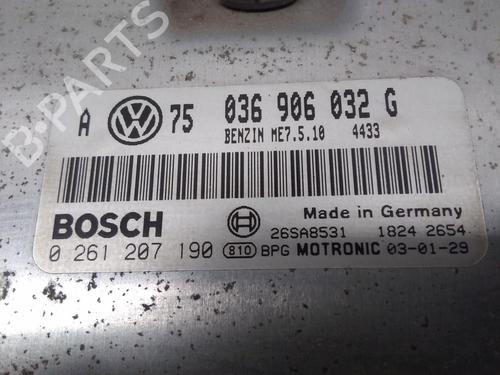 A VW 75 036 906 032 G
BENZIN ME7.5.10 4433
BOSCH
Made in Germany
26SA8531 1824 2654
0 261 207 190 810 BPG MOTRONIC 03-01-29
B-PARTS